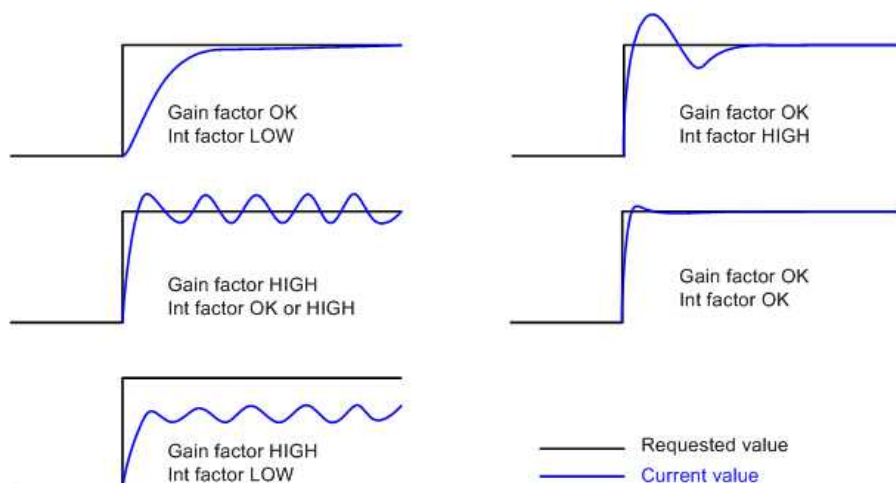 Gain factor OK
Int factor LOW
Gain factor OK
Int factor HIGH
Gain factor HIGH
Int factor OK or HIGH
Gain factor OK
Int factor OK
Gain factor HIGH
Int factor LOW
Requested value
Current value